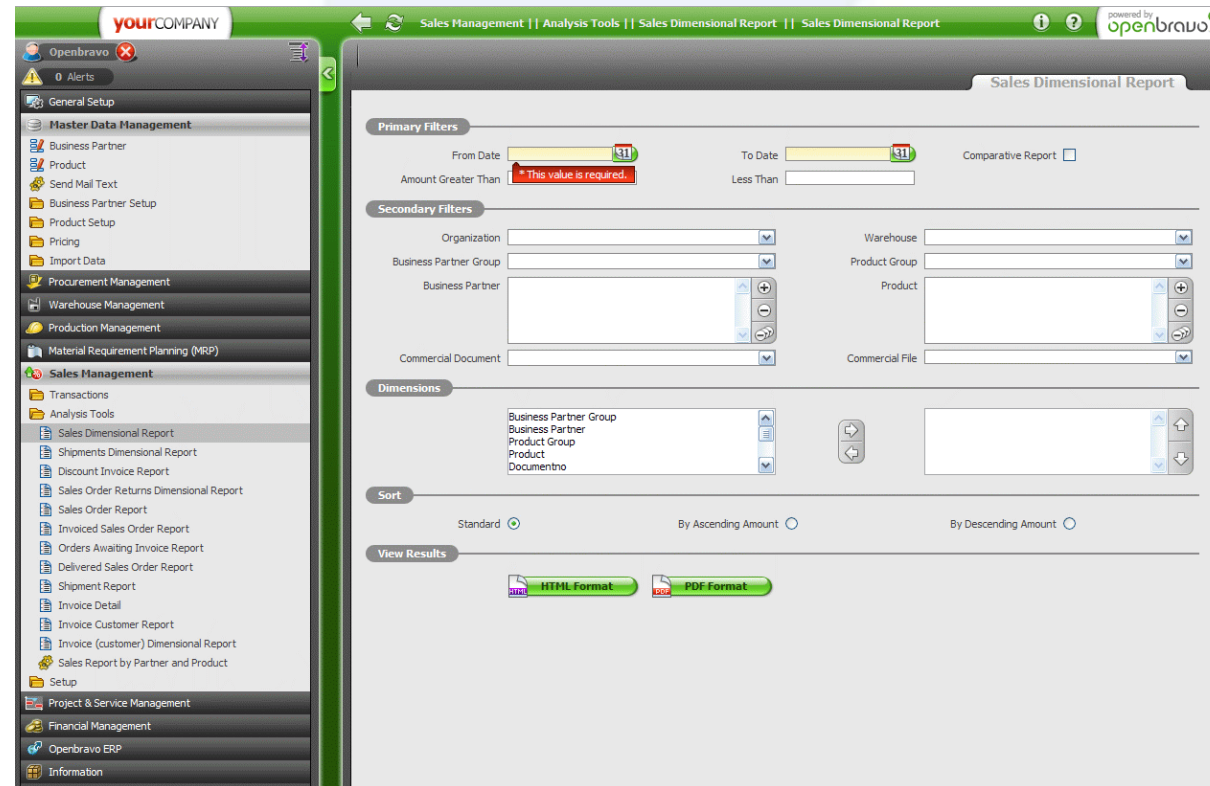 yourCOMPANY
Sales Management || Analysis Tools || Sales Dimensional Report || Sales Dimensional Report
powered by
openbravo
Openbravo
0 Alerts
General Setup
Master Data Management
Business Partner
Product
Send Mail Text
Business Partner Setup
Product Setup
Pricing
Import Data
Procurement Management
Warehouse Management
Production Management
Material Requirement Planning (MRP)
Sales Management
Transactions
Analysis Tools
Sales Dimensional Report
Shipments Dimensional Report
Discount Invoice Report
Sales Order Returns Dimensional Report
Sales Order Report
Invoiced Sales Order Report
Orders Awaiting Invoice Report
Delivered Sales Order Report
Shipment Report
Invoice Detail
Invoice Customer Report
Invoice (customer) Dimensional Report
Sales Report by Partner and Product
Setup
Project & Service Management
Financial Management
Openbravo ERP
Information
Sales Dimensional Report
Primary Filters
From Date 31 To Date 31 Comparative Report
* This value is required.
Amount Greater Than Less Than
Secondary Filters
Organization Warehouse
Business Partner Group Product Group
Business Partner Product
Commercial Document Commercial File
Dimensions
Business Partner Group
Business Partner
Product Group
Product
Documentno
Sort
Standard By Ascending Amount By Descending Amount
View Results
HTML HTML Format PDF PDF Format